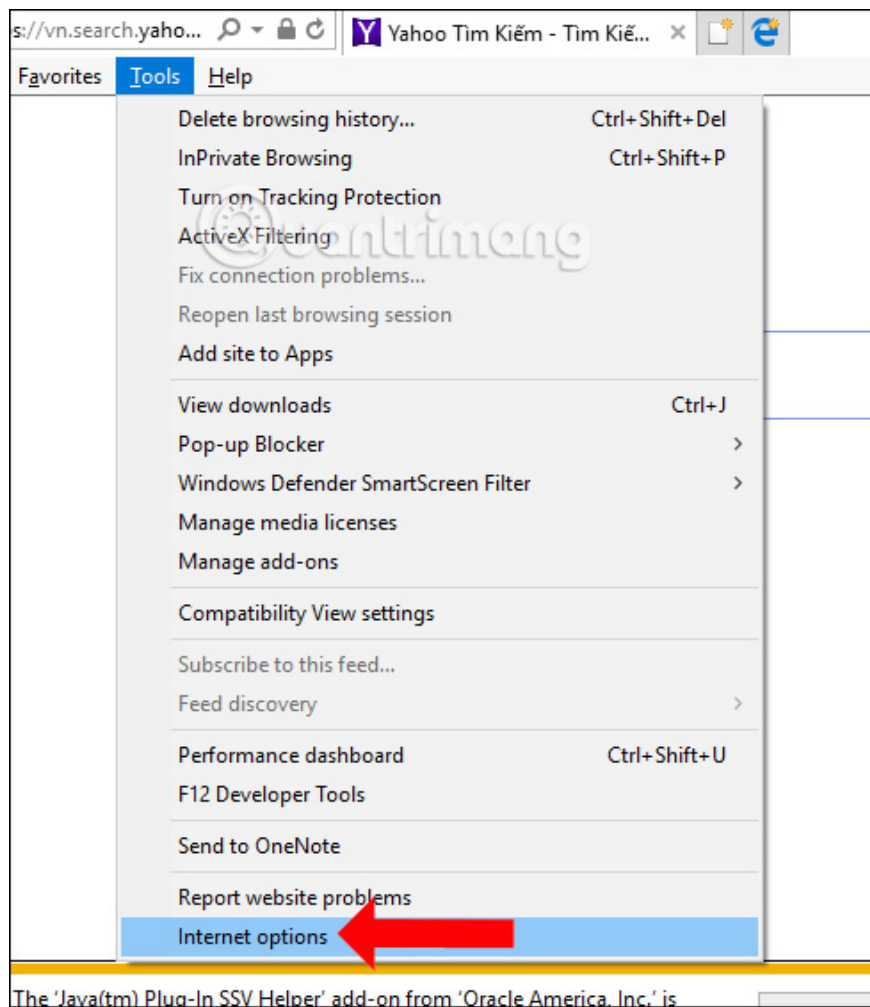 s://vn.search.yaho...
Yahoo Tìm Kiếm - Tìm Kiế...
Favorites Tools Help
Delete browsing history... Ctrl+Shift+Del
InPrivate Browsing Ctrl+Shift+P
Turn on Tracking Protection
ActiveX Filtering
Quantrimang
Fix connection problems...
Reopen last browsing session
Add site to Apps
View downloads Ctrl+J
Pop-up Blocker
Windows Defender SmartScreen Filter
Manage media licenses
Manage add-ons
Compatibility View settings
Subscribe to this feed...
Feed discovery
Performance dashboard Ctrl+Shift+U
F12 Developer Tools
Send to OneNote
Report website problems
Internet options
The 'Java(tm) Plug-In SSV Helper' add-on from 'Oracle America, Inc.' is